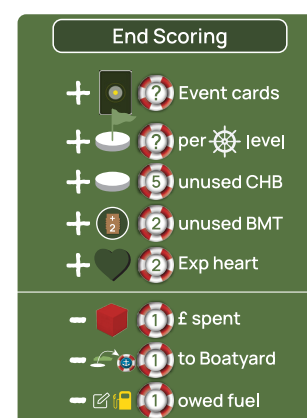 End Scoring
+ ? Event cards
+ ? per level
+ 5 unused CHB
+ +2 2 unused BMT
+ 2 Exp heart
- 1 £ spent
- 1 to Boatyard
- 1 owed fuel